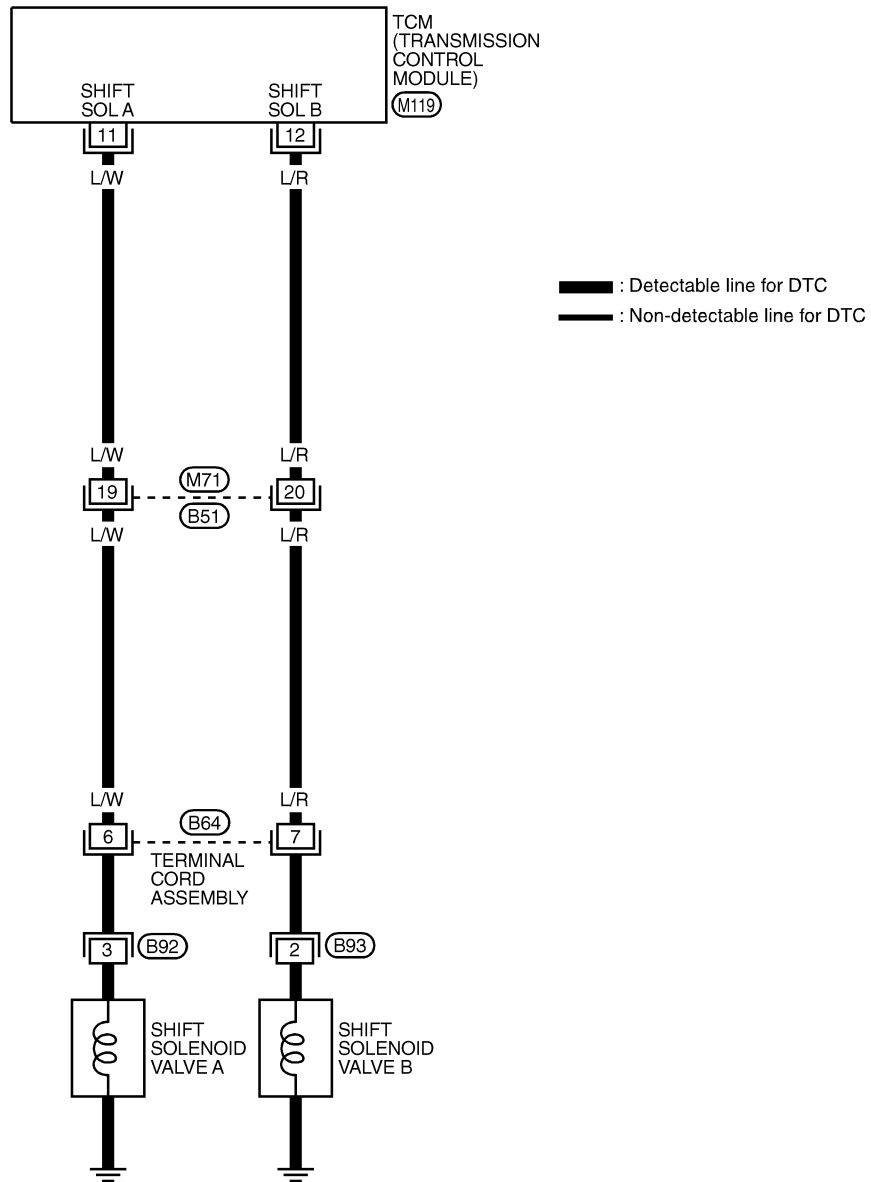 TCM
(TRANSMISSION
CONTROL
MODULE)
M119
SHIFT
SOL A
SHIFT
SOL B
11
12
L/W
L/R
: Detectable line for DTC
: Non-detectable line for DTC
L/W
L/R
M71
19
20
B51
L/W
L/R
L/W
L/R
B64
6
7
TERMINAL
CORD
ASSEMBLY
3
B92
2
B93
SHIFT
SOLENOID
VALVE A
SHIFT
SOLENOID
VALVE B